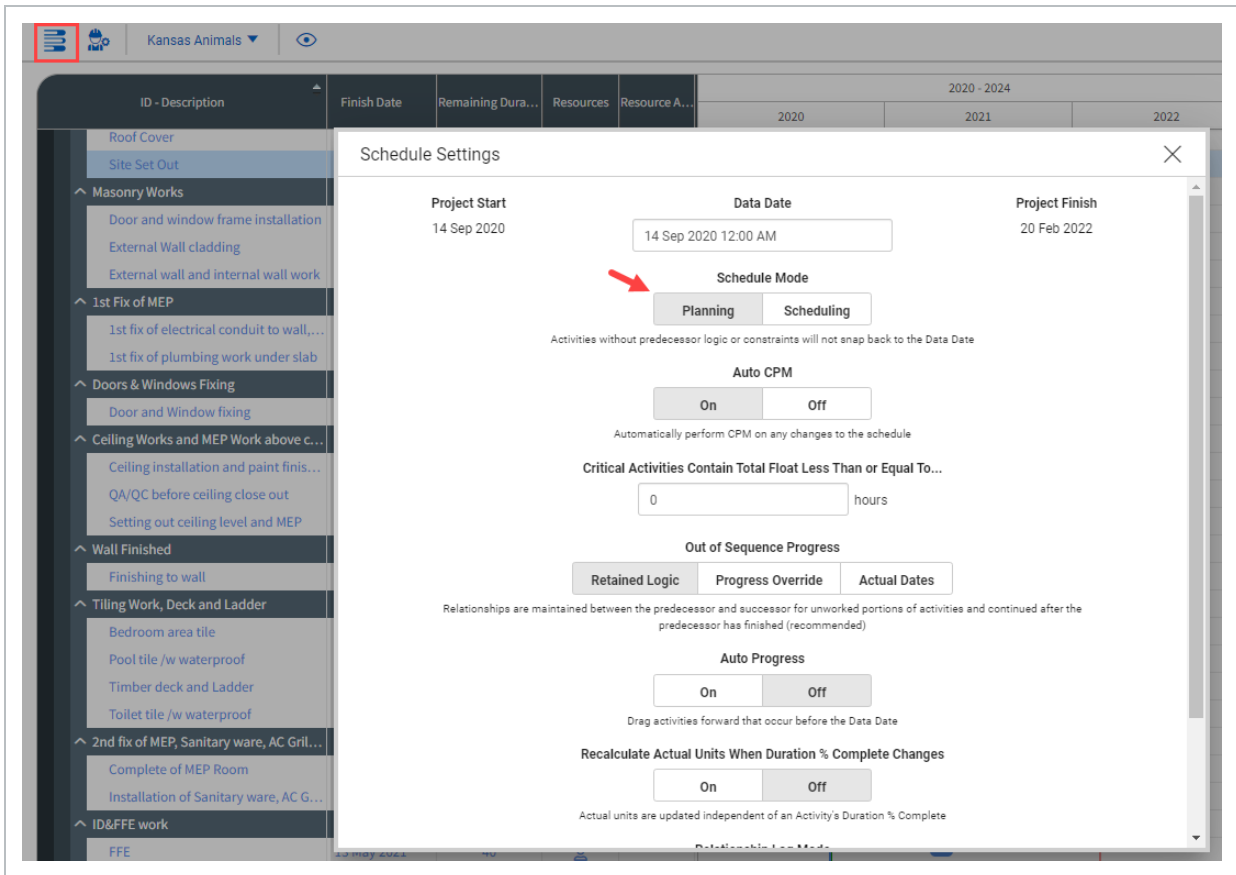 Kansas Animals
ID - Description
Finish Date
Remaining Dura...
Resources
Resource A...
2020 - 2024
2020
2021
2022
Roof Cover
Site Set Out
Masonry Works
Door and window frame installation
External Wall cladding
External wall and internal wall work
1st Fix of MEP
1st fix of electrical conduit to wall,...
1st fix of plumbing work under slab
Doors & Windows Fixing
Door and Window fixing
Ceiling Works and MEP Work above c...
Ceiling installation and paint finis...
QA/QC before ceiling close out
Setting out ceiling level and MEP
Wall Finished
Finishing to wall
Tiling Work, Deck and Ladder
Bedroom area tile
Pool tile /w waterproof
Timber deck and Ladder
Toilet tile /w waterproof
2nd fix of MEP, Sanitary ware, AC Gril...
Complete of MEP Room
Installation of Sanitary ware, AC G...
ID&FFE work
FFE
13 May 2021
40
Schedule Settings
Project Start
14 Sep 2020
Data Date
14 Sep 2020 12:00 AM
Project Finish
20 Feb 2022
Schedule Mode
Planning
Scheduling
Activities without predecessor logic or constraints will not snap back to the Data Date
Auto CPM
On
Off
Automatically perform CPM on any changes to the schedule
Critical Activities Contain Total Float Less Than or Equal To...
0
hours
Out of Sequence Progress
Retained Logic
Progress Override
Actual Dates
Relationships are maintained between the predecessor and successor for unworked portions of activities and continued after the
predecessor has finished (recommended)
Auto Progress
On
Off
Drag activities forward that occur before the Data Date
Recalculate Actual Units When Duration % Complete Changes
On
Off
Actual units are updated independent of an Activity's Duration % Complete
Relationship Lag Mode